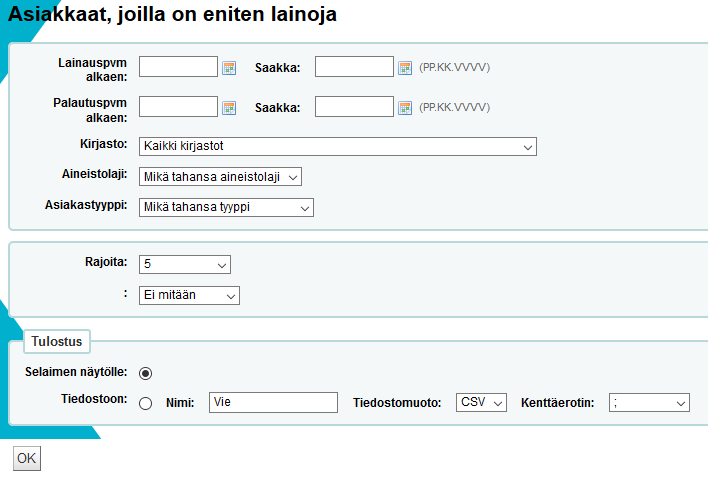 Asiakkaat, joilla on eniten lainoja
Lainauspvm alkaen: Saakka: (PP.KK.VVVV)
Palautuspvm alkaen: Saakka: (PP.KK.VVVV)
Kirjasto: Kaikki kirjastot
Aineistolaji: Mikä tahansa aineistolaji
Asiakastyyppi: Mikä tahansa tyyppi
Rajoita: 5
: Ei mitään
Tulostus
Selaimen näytölle:
Tiedostoon: Nimi: Vie Tiedostomuoto: CSV Kenttäerotin: ;
OK